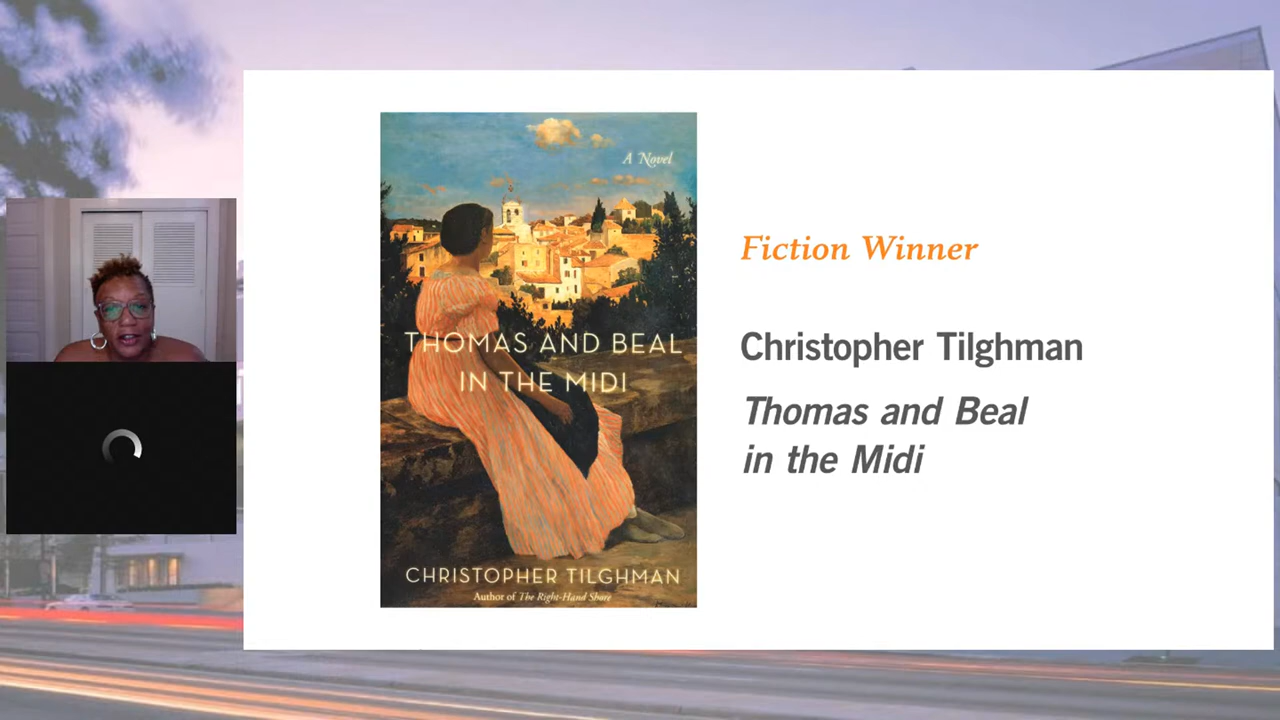 A Novel
THOMAS AND BEAL
IN THE MIDI
CHRISTOPHER TILGHMAN
Author of The Right-Hand Shore
Fiction Winner
Christopher Tilghman
Thomas and Beal
in the Midi